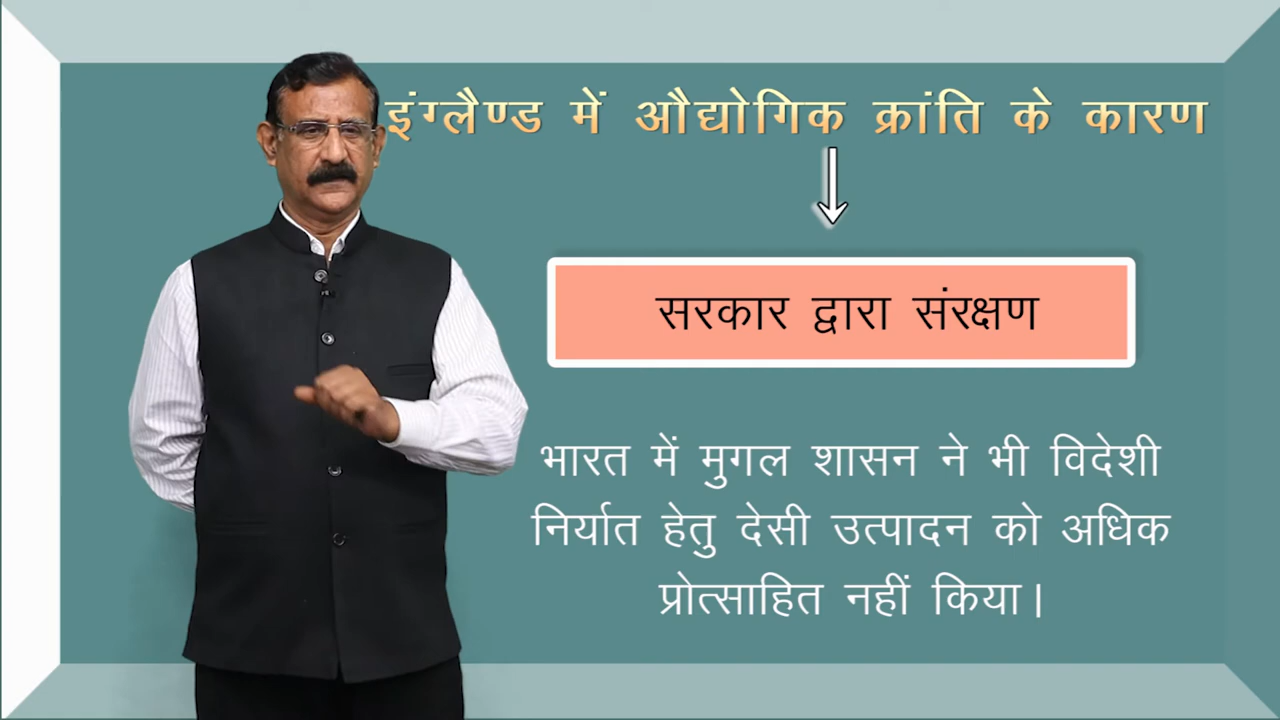 इंग्लैण्ड में औद्योगिक क्रांति के कारण
सरकार द्वारा संरक्षण
भारत में मुगल शासन ने भी विदेशी
निर्यात हेतु देसी उत्पादन को अधिक
प्रोत्साहित नहीं किया।